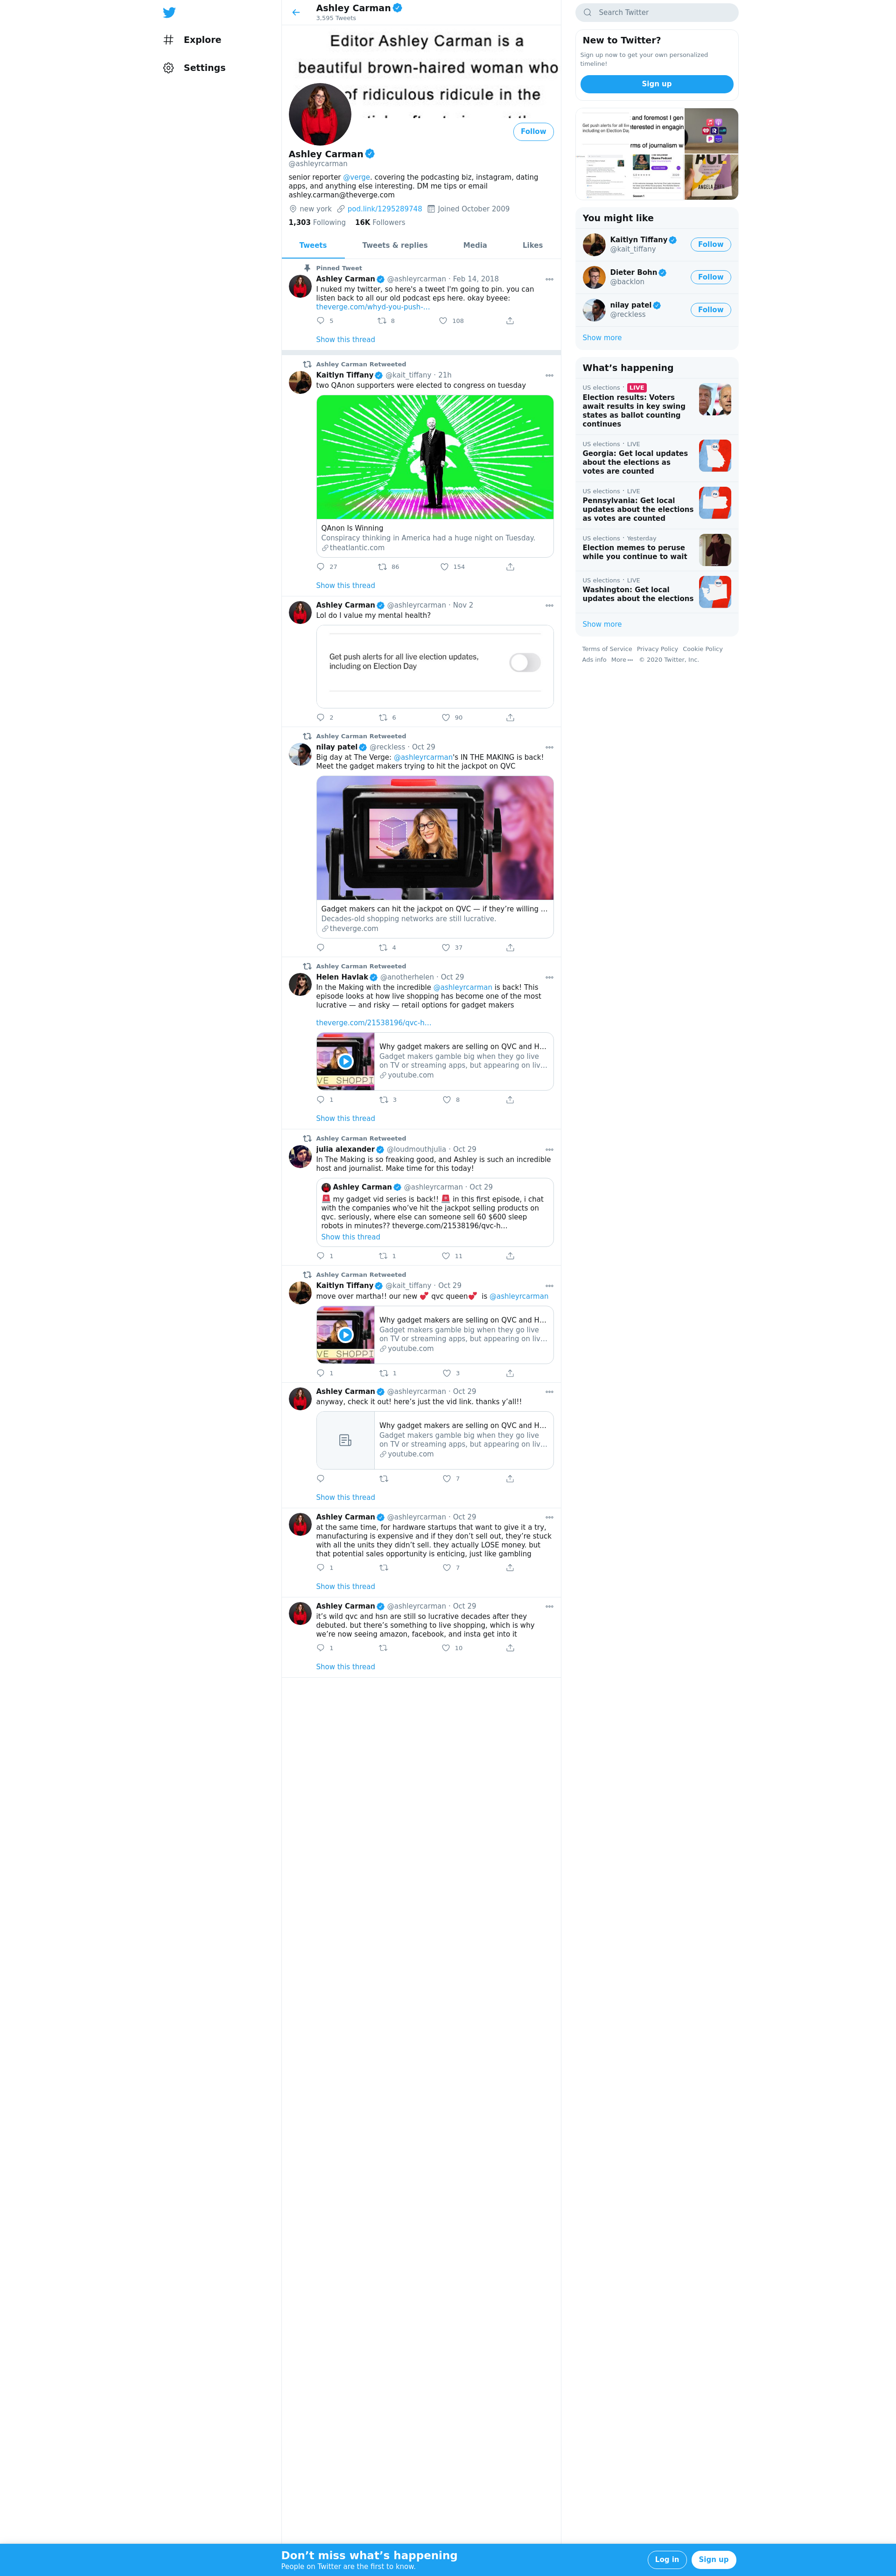 Explore
Settings
Ashley Carman
3,595 Tweets
Editor Ashley Carman is a
beautiful brown-haired woman who
of ridiculous ridicule in the
Follow
Ashley Carman
@ashleyrcarman
senior reporter @verge. covering the podcasting biz, instagram, dating
apps, and anything else interesting. DM me tips or email
ashley.carman@theverge.com
new york pod.link/1295289748 Joined October 2009
1,303 Following 16K Followers
Tweets Tweets & replies Media Likes
Pinned Tweet
Ashley Carman @ashleyrcarman · Feb 14, 2018
I nuked my twitter, so here's a tweet I'm going to pin. you can
listen back to all our old podcast eps here. okay byeee:
theverge.com/whyd-you-push-…
5 8 108
Show this thread
Ashley Carman Retweeted
Kaitlyn Tiffany @kait_tiffany · 21h
two QAnon supporters were elected to congress on tuesday
QAnon Is Winning
Conspiracy thinking in America had a huge night on Tuesday.
theatlantic.com
27 86 154
Show this thread
Ashley Carman @ashleyrcarman · Nov 2
Lol do I value my mental health?
Get push alerts for all live election updates,
including on Election Day
2 6 90
Ashley Carman Retweeted
nilay patel @reckless · Oct 29
Big day at The Verge: @ashleyrcarman's IN THE MAKING is back!
Meet the gadget makers trying to hit the jackpot on QVC
Gadget makers can hit the jackpot on QVC — if they're willing …
Decades-old shopping networks are still lucrative.
theverge.com
4 37
Ashley Carman Retweeted
Helen Havlak @anotherhelen · Oct 29
In the Making with the incredible @ashleyrcarman is back! This
episode looks at how live shopping has become one of the most
lucrative — and risky — retail options for gadget makers
theverge.com/21538196/qvc-h…
VE SHOPPI
Why gadget makers are selling on QVC and H…
Gadget makers gamble big when they go live
on TV or streaming apps, but appearing on liv…
youtube.com
1 3 8
Show this thread
Ashley Carman Retweeted
julia alexander @loudmouthjulia · Oct 29
In The Making is so freaking good, and Ashley is such an incredible
host and journalist. Make time for this today!
Ashley Carman @ashleyrcarman · Oct 29
🚨 my gadget vid series is back!! 🚨 in this first episode, i chat
with the companies who've hit the jackpot selling products on
qvc. seriously, where else can someone sell 60 $600 sleep
robots in minutes?? theverge.com/21538196/qvc-h…
Show this thread
1 1 11
Ashley Carman Retweeted
Kaitlyn Tiffany @kait_tiffany · Oct 29
move over martha!! our new 💕 qvc queen💕 is @ashleyrcarman
VE SHOPPI
Why gadget makers are selling on QVC and H…
Gadget makers gamble big when they go live
on TV or streaming apps, but appearing on liv…
youtube.com
1 1 3
Ashley Carman @ashleyrcarman · Oct 29
anyway, check it out! here's just the vid link. thanks y'all!!
Why gadget makers are selling on QVC and H…
Gadget makers gamble big when they go live
on TV or streaming apps, but appearing on liv…
youtube.com
7
Show this thread
Ashley Carman @ashleyrcarman · Oct 29
at the same time, for hardware startups that want to give it a try,
manufacturing is expensive and if they don't sell out, they're stuck
with all the units they didn't sell. they actually LOSE money. but
that potential sales opportunity is enticing, just like gambling
1 7
Show this thread
Ashley Carman @ashleyrcarman · Oct 29
it's wild qvc and hsn are still so lucrative decades after they
debuted. but there's something to live shopping, which is why
we're now seeing amazon, facebook, and insta get into it
1 10
Show this thread
Search Twitter
New to Twitter?
Sign up now to get your own personalized
timeline!
Sign up
Get push alerts for all live
including on Election Day
and foremost I gen
nterested in engagin
rms of journalism w
ANGELA CHEN
You might like
Kaitlyn Tiffany
@kait_tiffany
Follow
Dieter Bohn
@backlon
Follow
nilay patel
@reckless
Follow
Show more
What's happening
US elections · LIVE
Election results: Voters
await results in key swing
states as ballot counting
continues
US elections · LIVE
Georgia: Get local updates
about the elections as
votes are counted
US elections · LIVE
Pennsylvania: Get local
updates about the elections
as votes are counted
US elections · Yesterday
Election memes to peruse
while you continue to wait
US elections · LIVE
Washington: Get local
updates about the elections
Show more
Terms of Service Privacy Policy Cookie Policy
Ads info More © 2020 Twitter, Inc.
Don't miss what's happening
People on Twitter are the first to know.
Log in Sign up